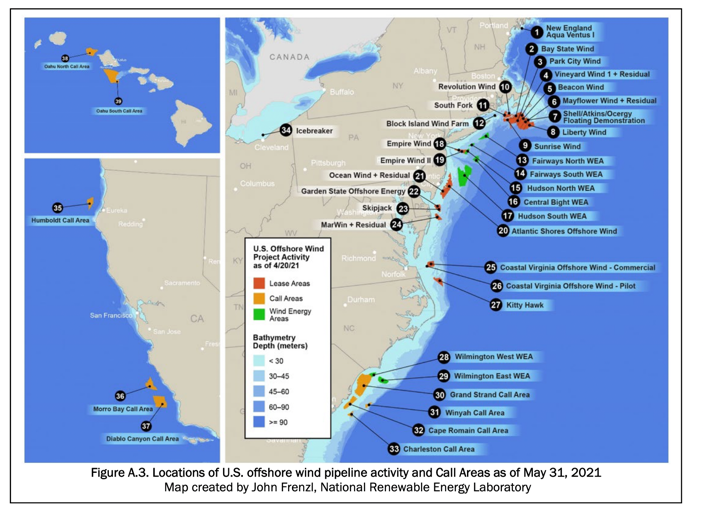 38
Oahu North Call Area
39
Oahu South Call Area
35
Humboldt Call Area
Eureka
Redding
Sacramento
San Francisco
San Jose
CA
36
Morro Bay Call Area
37
Diablo Canyon Call Area
CANADA
VT
NH
Portland
Albany
Boston
Buffalo
MI
34
Icebreaker
Cleveland
PA
Pittsburgh
OH
Columbus
WV
KY
Richmond
Norfolk
TN
Durham
NC
1
New England
Aqua Ventus I
2
Bay State Wind
3
Park City Wind
4
Vineyard Wind 1 + Residual
5
Beacon Wind
6
Mayflower Wind + Residual
7
Shell/Atkins/Ocergy
Floating Demonstration
8
Liberty Wind
9
Sunrise Wind
Revolution Wind
10
South Fork
11
Block Island Wind Farm
12
13
Fairways North WEA
14
Fairways South WEA
15
Hudson North WEA
16
Central Bight WEA
17
Hudson South WEA
Empire Wind
18
Empire Wind II
19
20
Atlantic Shores Offshore Wind
Ocean Wind + Residual
21
Garden State Offshore Energy
22
Skipjack
23
MarWin + Residual
24
25
Coastal Virginia Offshore Wind - Commercial
26
Coastal Virginia Offshore Wind - Pilot
27
Kitty Hawk
28
Wilmington West WEA
29
Wilmington East WEA
30
Grand Strand Call Area
31
Winyah Call Area
32
Cape Romain Call Area
33
Charleston Call Area
U.S. Offshore Wind
Project Activity
as of 4/20/21
Lease Areas
Call Areas
Wind Energy
Areas
Bathymetry
Depth (meters)
< 30
30–45
45–60
60–90
>= 90
Figure A.3. Locations of U.S. offshore wind pipeline activity and Call Areas as of May 31, 2021
Map created by John Frenzl, National Renewable Energy Laboratory